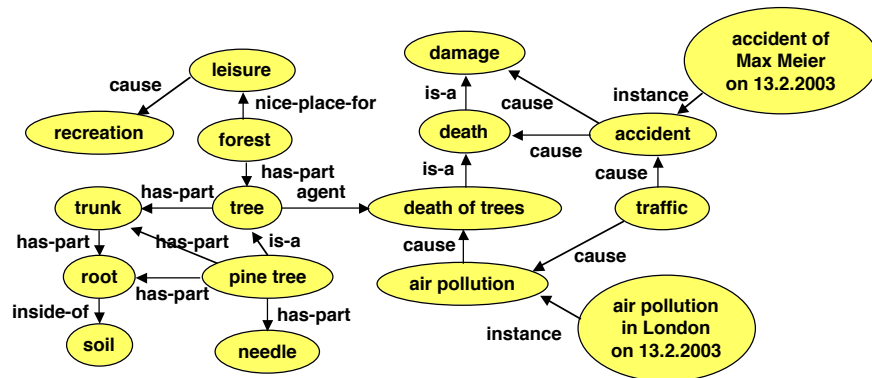 accident of
Max Meier
on 13.2.2003
damage
leisure
cause
is-a
cause
instance
nice-place-for
recreation
forest
death
accident
cause
has-part
is-a
cause
has-part
agent
trunk
tree
death of trees
traffic
has-part
has-part
is-a
cause
cause
root
pine tree
air pollution
has-part
inside-of
has-part
air pollution
in London
on 13.2.2003
instance
soil
needle